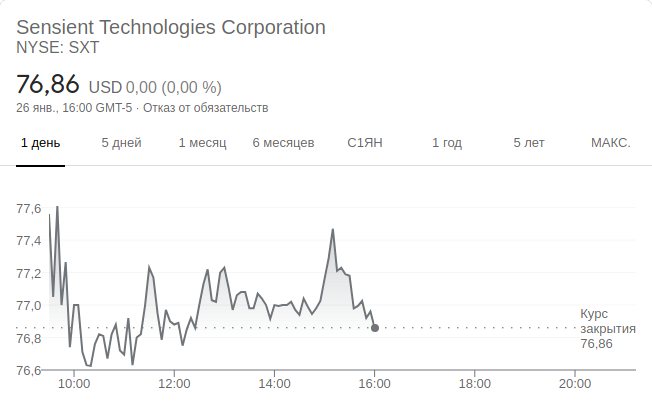 Sensient Technologies Corporation
NYSE: SXT
76,86 USD 0,00 (0,00 %)
26 янв., 16:00 GMT-5 · Отказ от обязательств
1 день 5 дней 1 месяц 6 месяцев С1ЯН 1 год 5 лет МАКС.
77,6
77,4
77,2
77,0
Курс
закрытия
76,86
76,8
76,6
10:00 12:00 14:00 16:00 18:00 20:00